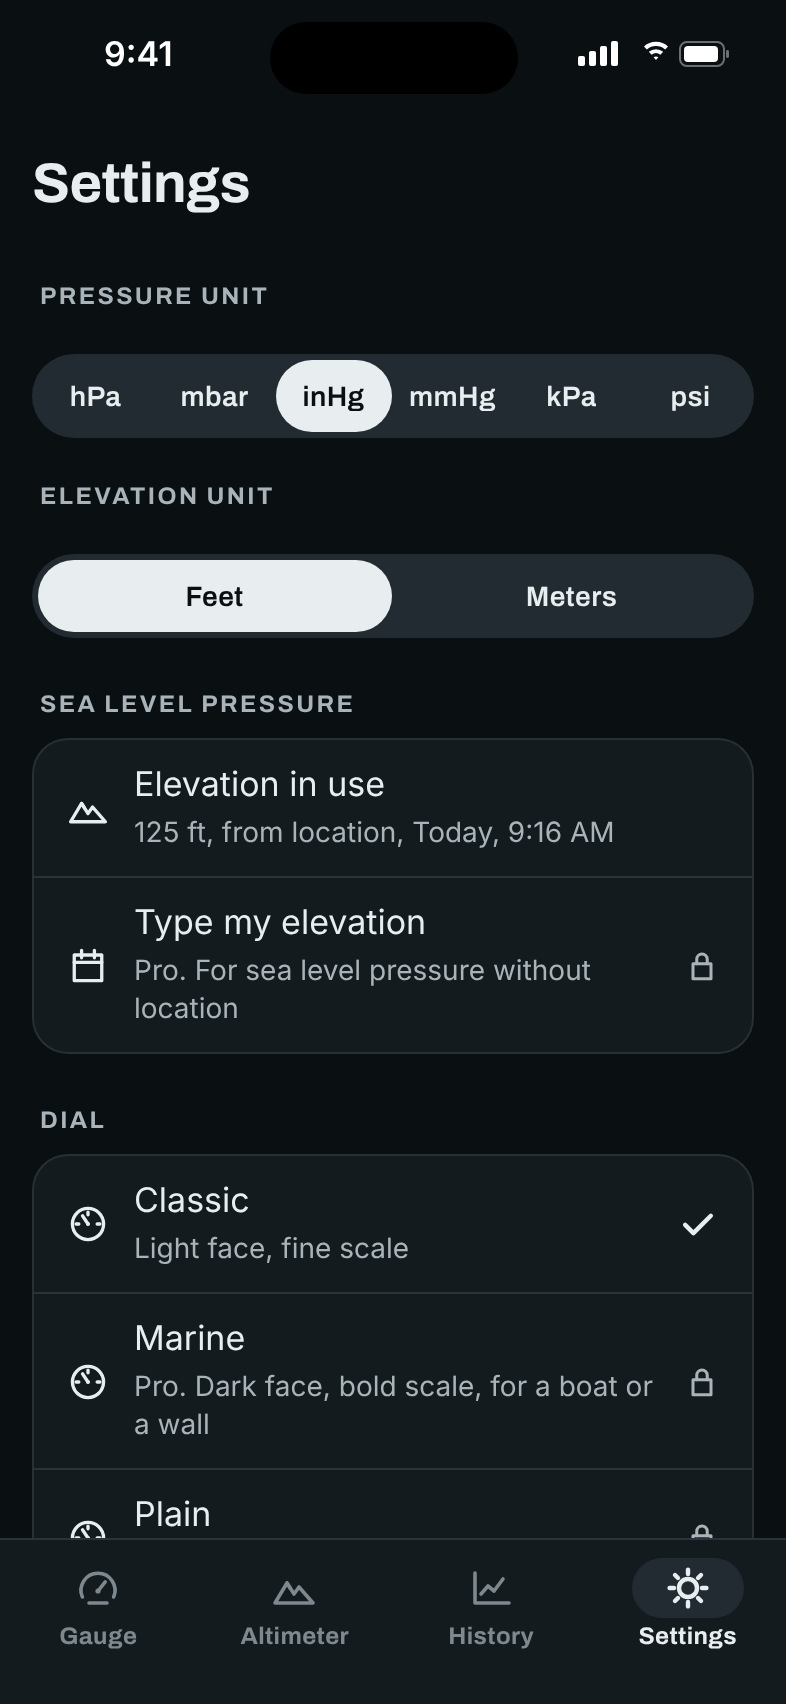 9:41
Settings
PRESSURE UNIT
hPa mbar inHg mmHg kPa psi
ELEVATION UNIT
Feet Meters
SEA LEVEL PRESSURE
Elevation in use
125 ft, from location, Today, 9:16 AM
Type my elevation
Pro. For sea level pressure without
location
DIAL
Classic
Light face, fine scale
Marine
Pro. Dark face, bold scale, for a boat or
a wall
Plain
Gauge Altimeter History Settings